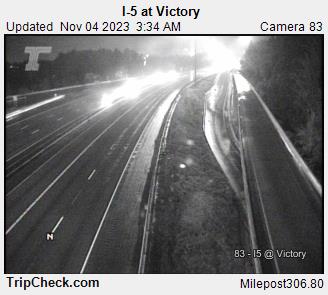 I-5 at Victory
Updated Nov 04 2023 3:34 AM Camera 83
T
N
83 - I5 @ Victory
TripCheck.com Milepost306.80